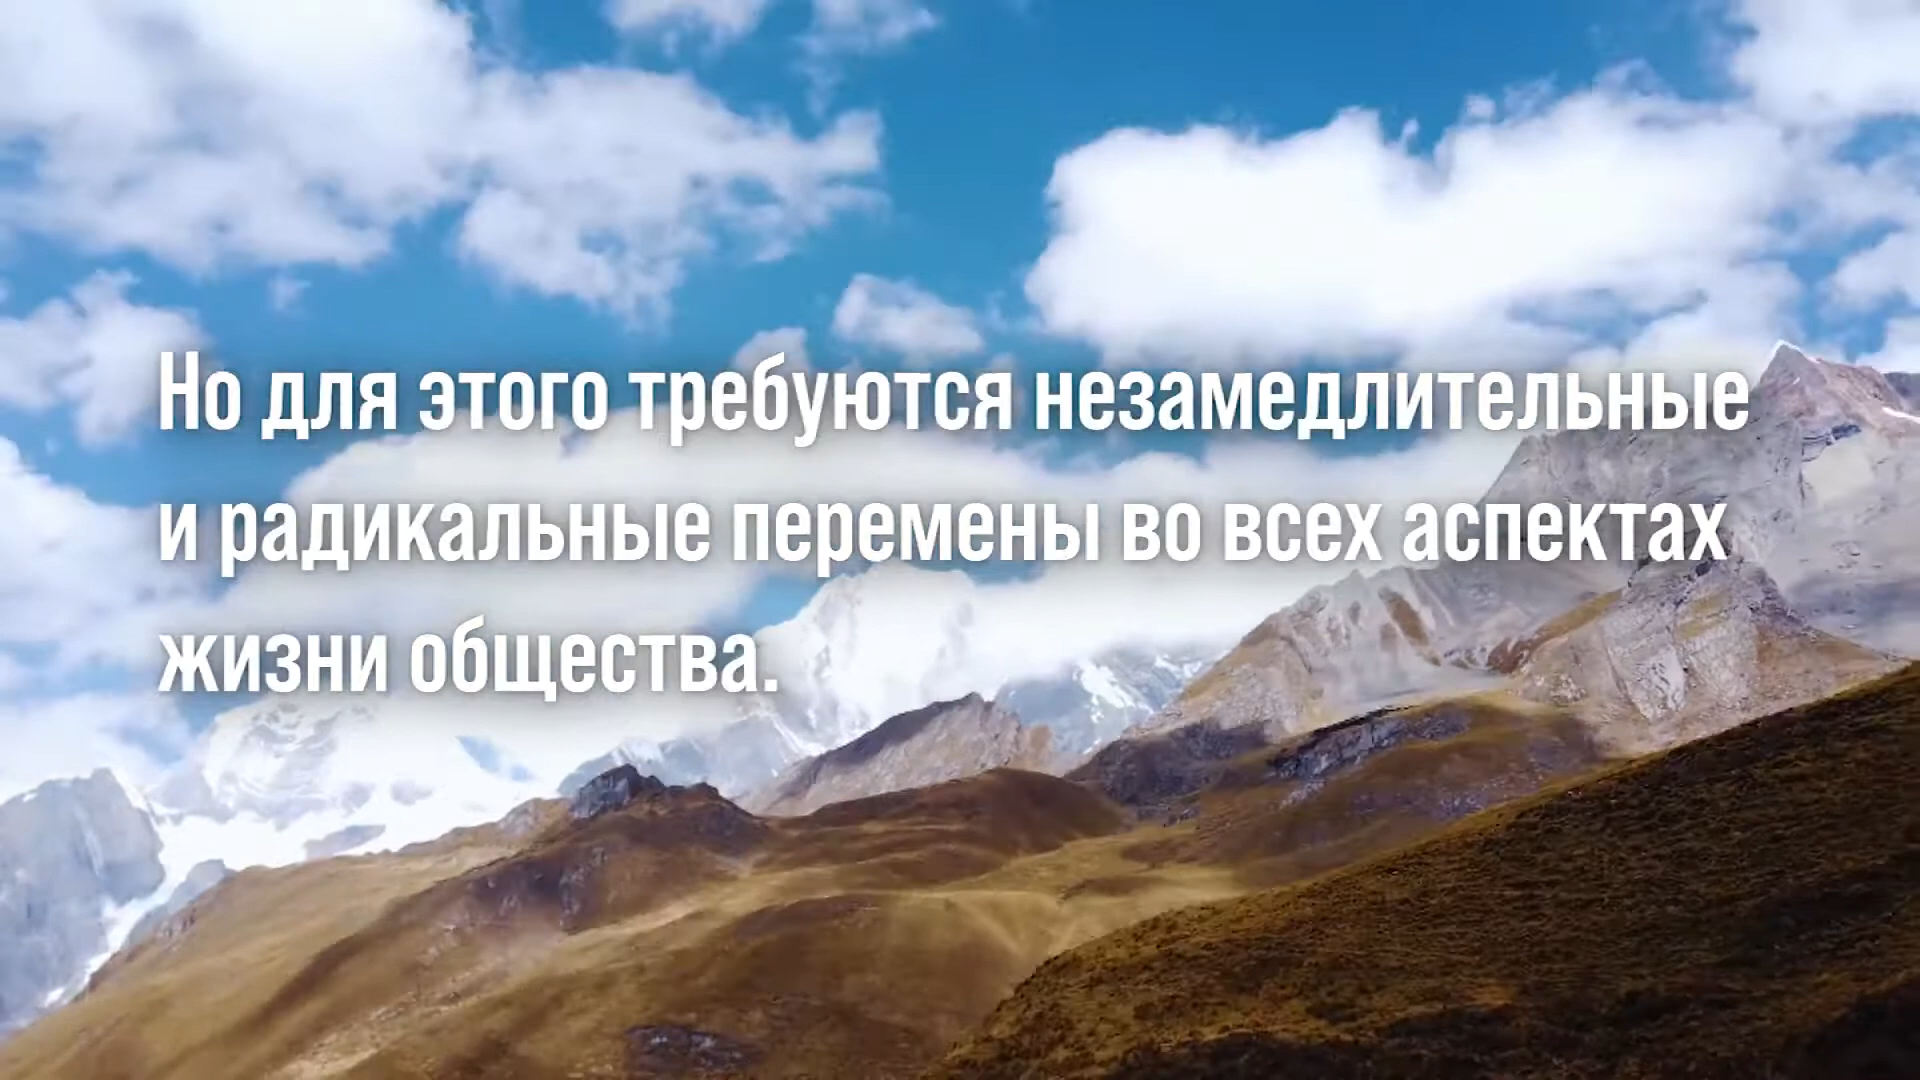 Но для этого требуются незамедлительные
и радикальные перемены во всех аспектах
жизни общества.